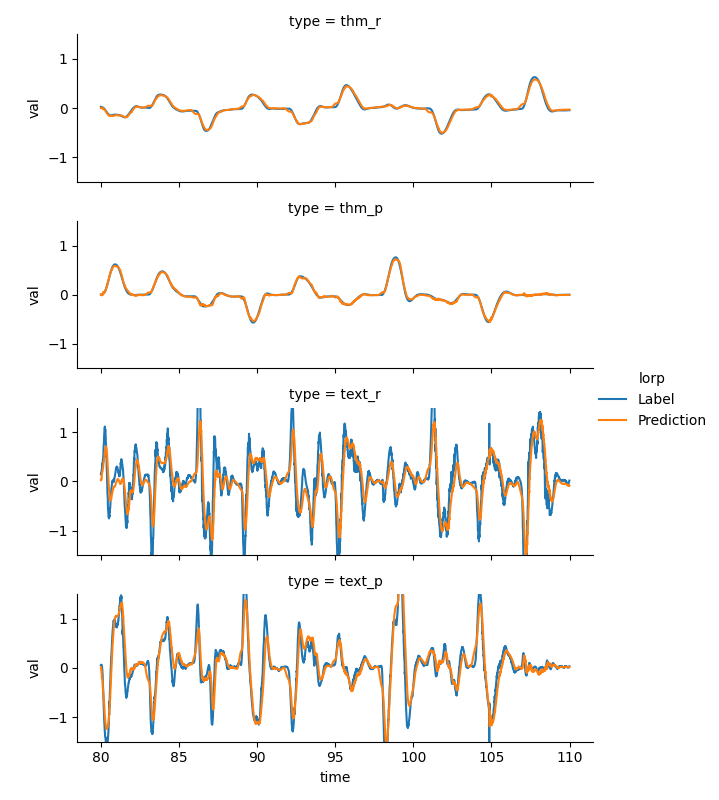 type = thm_r
1
0
−1
val
type = thm_p
1
0
−1
val
type = text_r
1
0
−1
val
lorp
Label
Prediction
type = text_p
1
0
−1
val
80 85 90 95 100 105 110
time